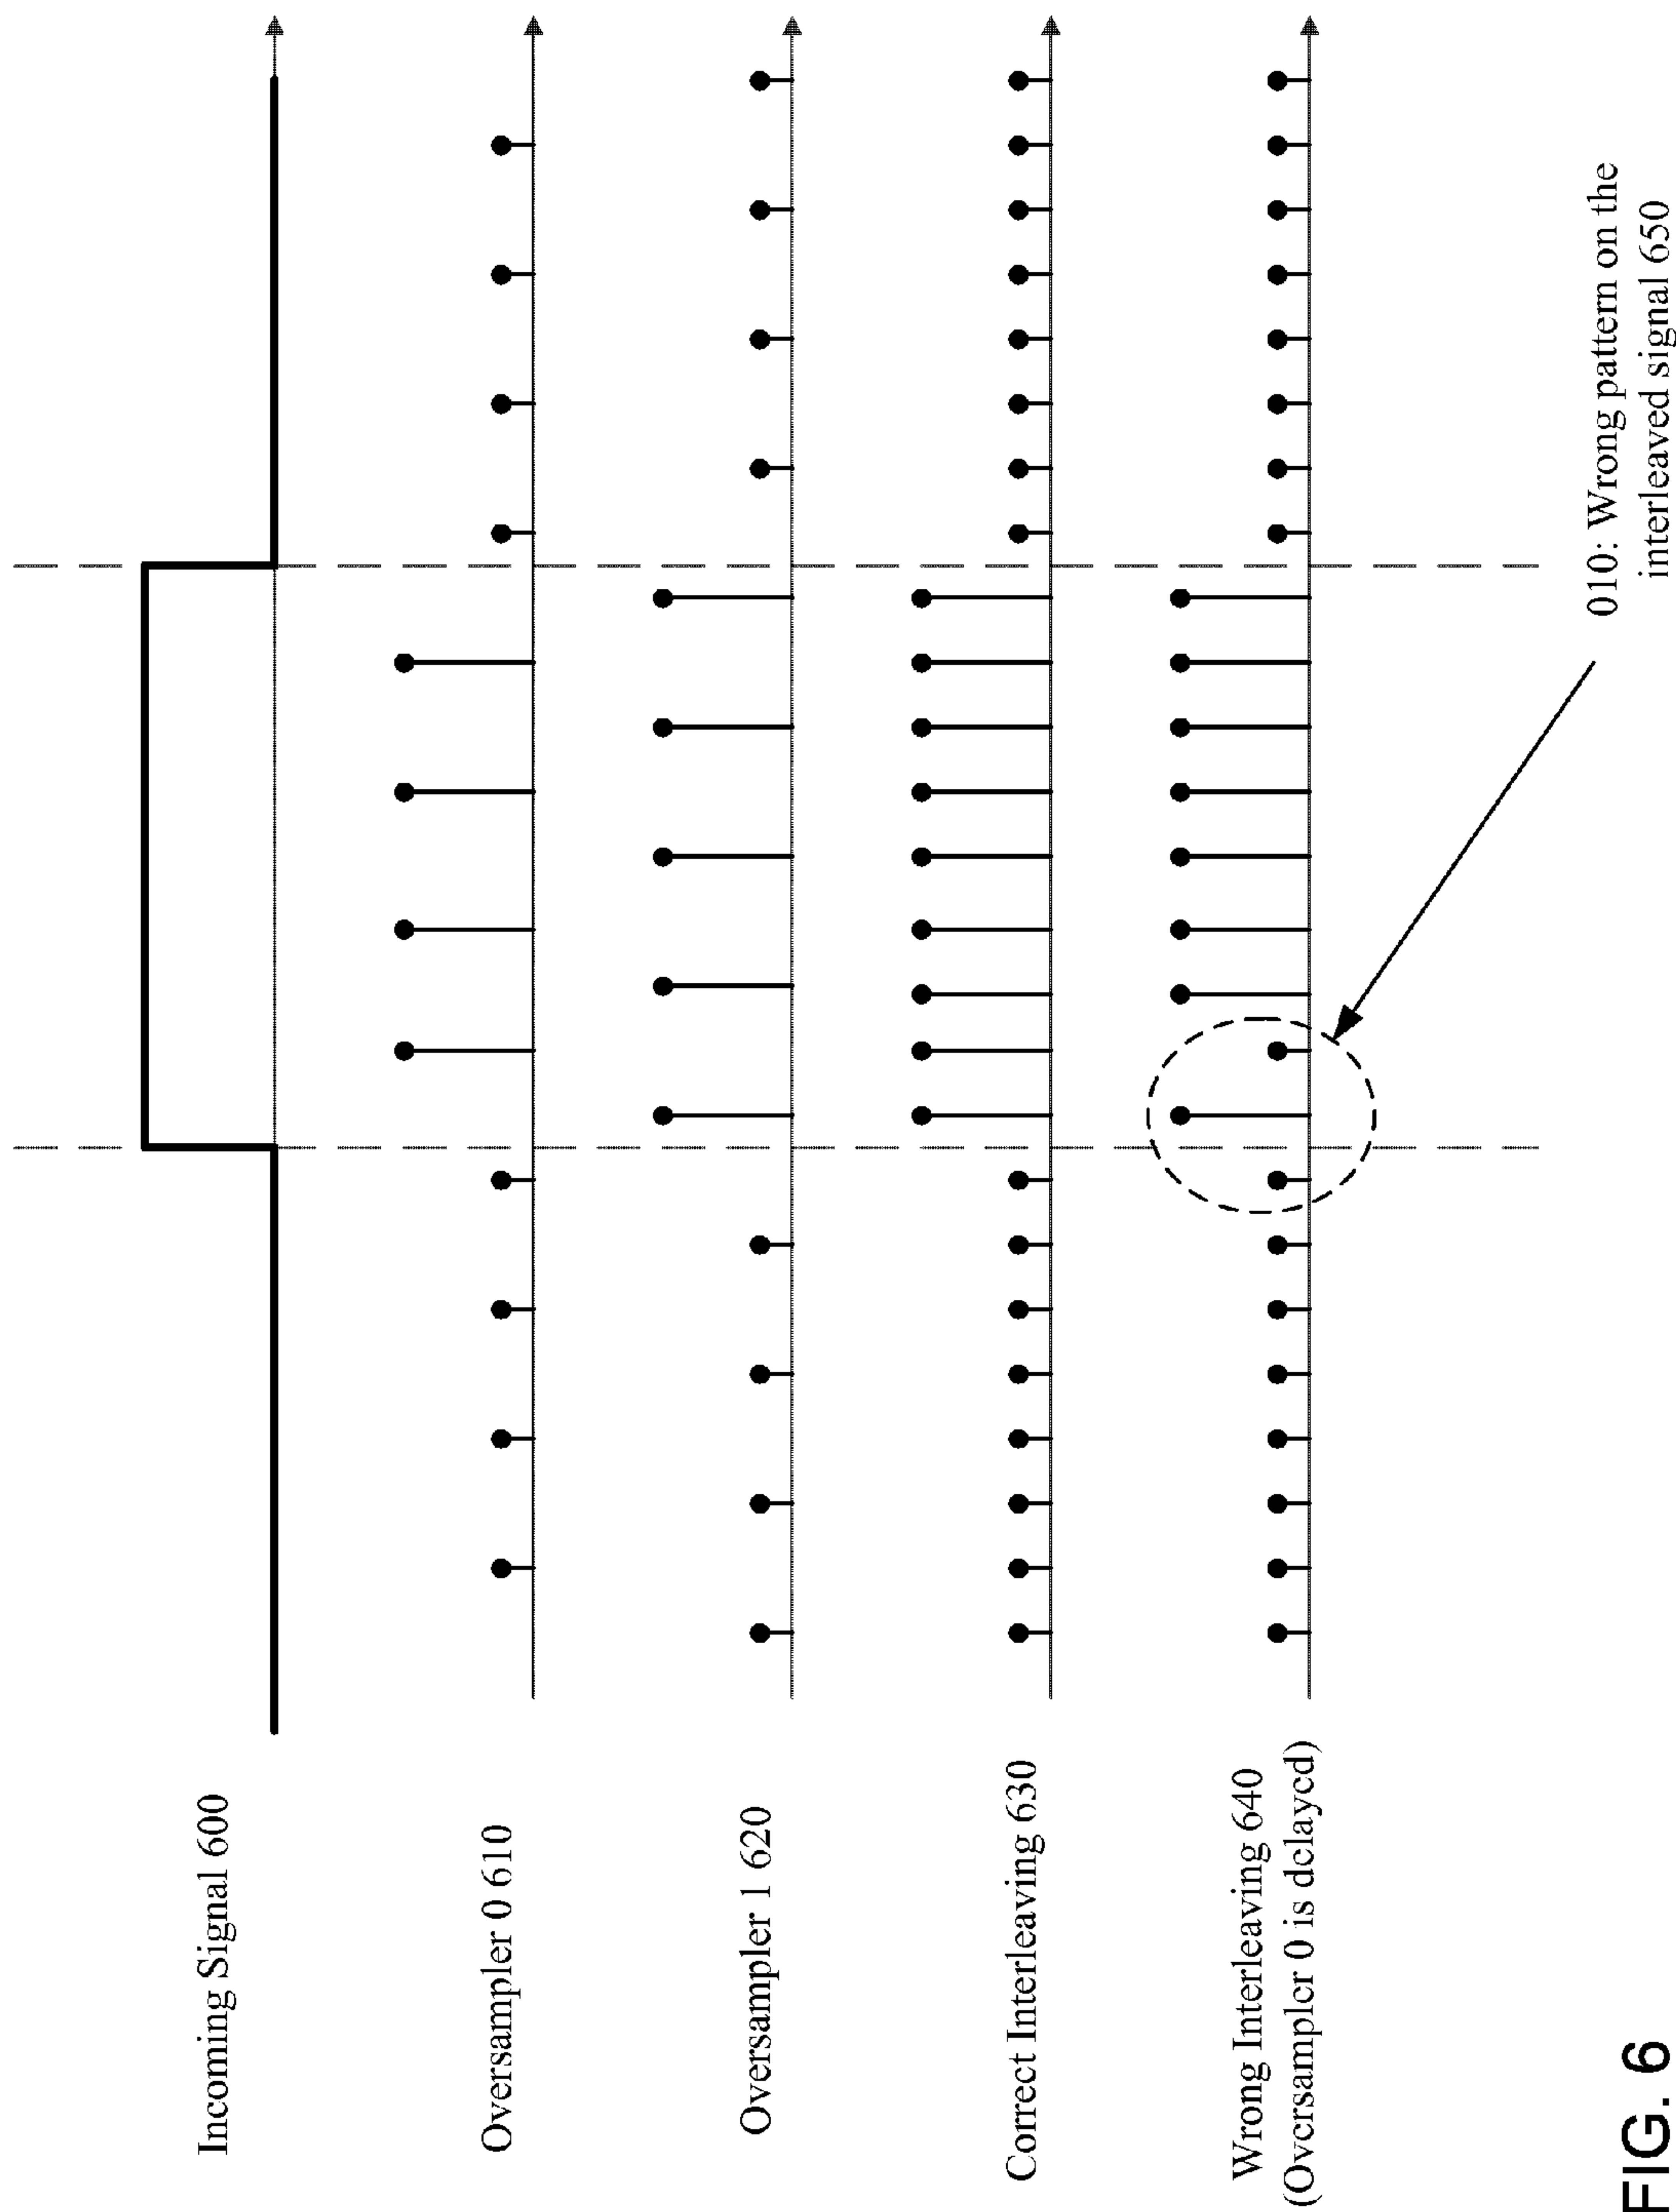 Incoming Signal 600
Oversampler 0 610
Oversampler 1 620
Correct Interleaving 630
Wrong Interleaving 640
(Oversampler 0 is delayed)
010: Wrong pattern on the
interleaved signal 650
FIG. 6